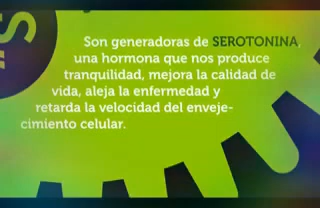 Son generadoras de SEROTONINA,
una hormona que nos produce
tranquilidad, mejora la calidad de
vida, aleja la enfermedad y
retarda la velocidad del enveje-
cimiento celular.